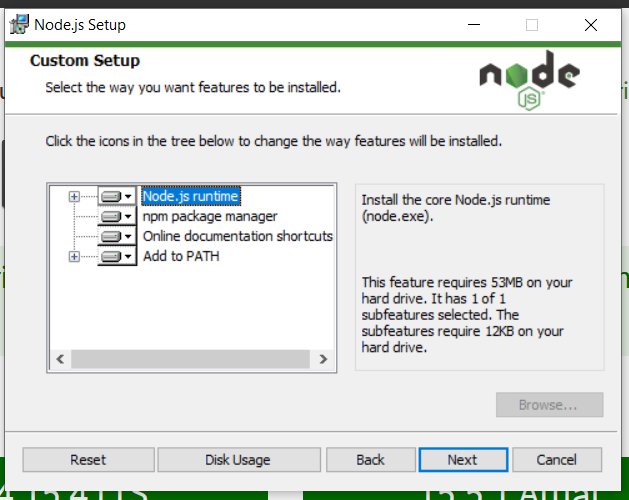 Node.js Setup
Custom Setup
Select the way you want features to be installed.
node
JS
Click the icons in the tree below to change the way features will be installed.
Node.js runtime
npm package manager
Online documentation shortcuts
Add to PATH
Install the core Node.js runtime
(node.exe).
This feature requires 53MB on your
hard drive. It has 1 of 1
subfeatures selected. The
subfeatures require 12KB on your
hard drive.
Browse...
Reset
Disk Usage
Back
Next
Cancel